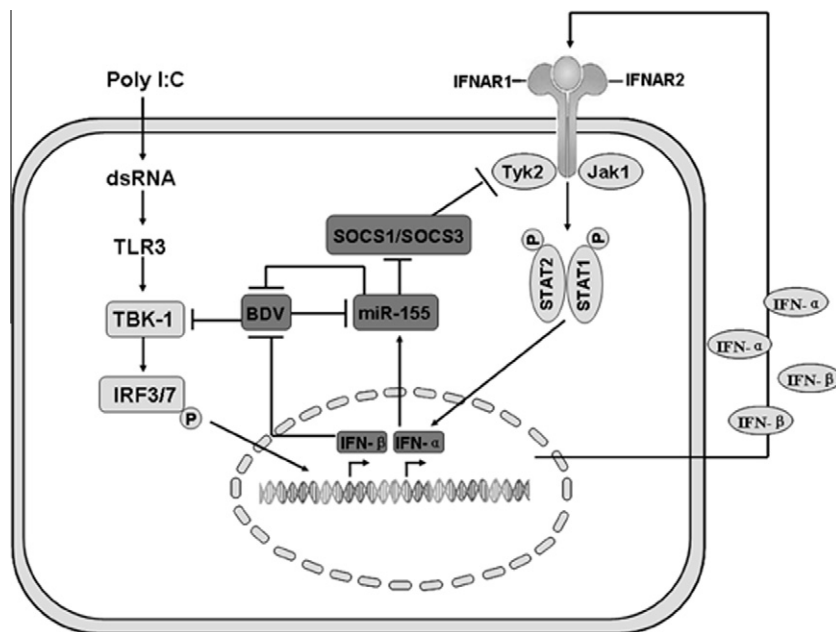 Poly I:C
IFNAR1
IFNAR2
dsRNA
Tyk2
Jak1
SOCS1/SOCS3
TLR3
P
P
STAT2
STAT1
TBK-1
BDV
miR-155
IFN- α
IFN- α
IRF3/7
P
IFN- β
IFN- β
IFN- β
IFN- α